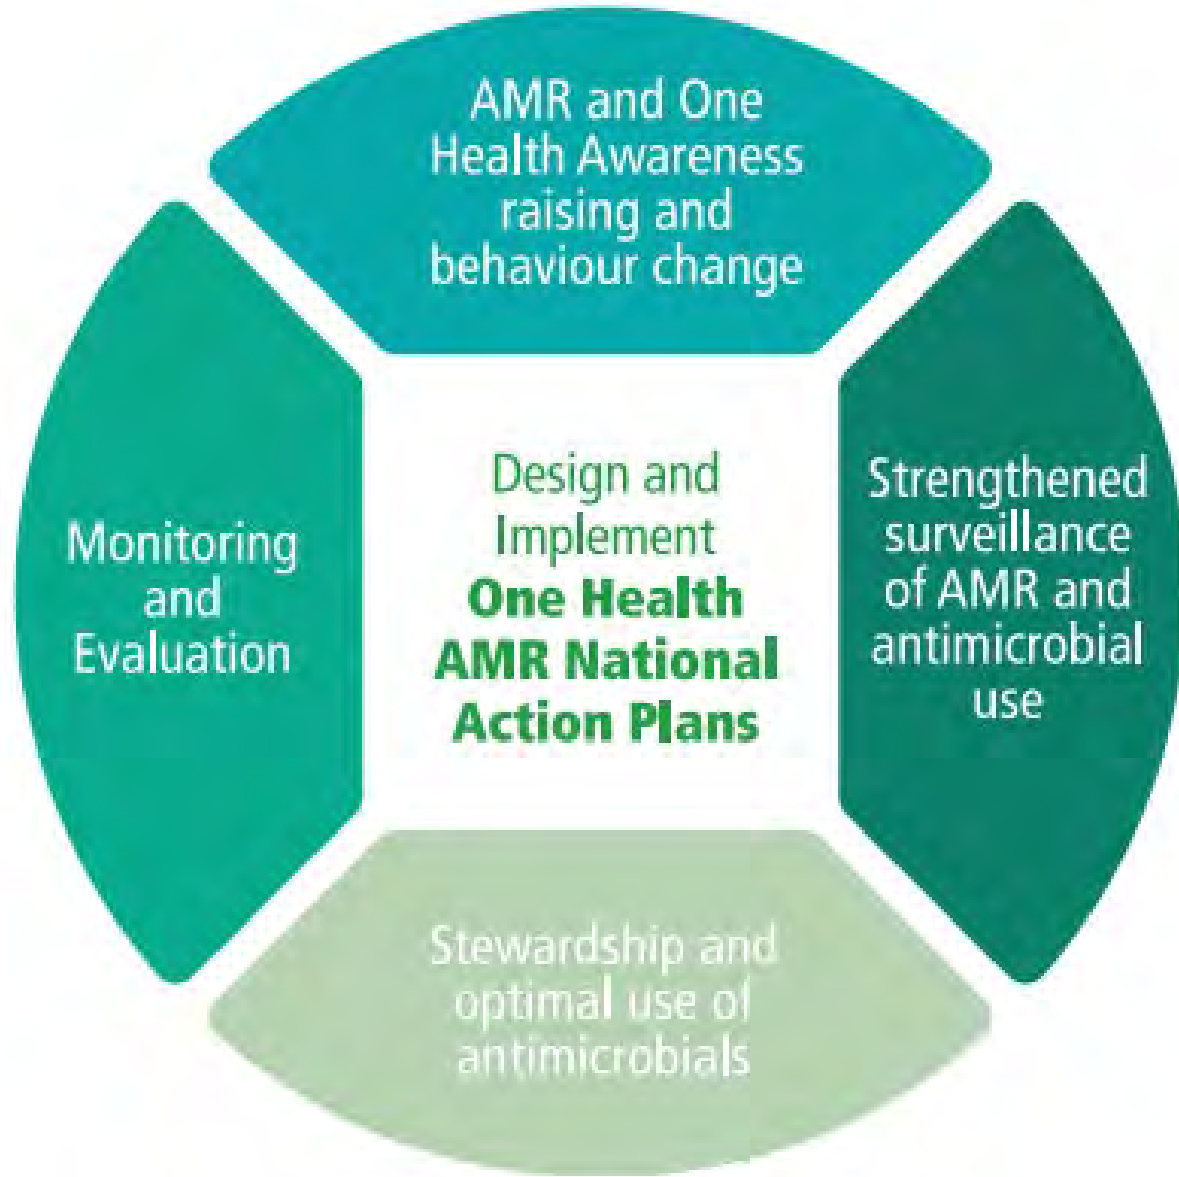 AMR and One
Health Awareness
raising and
behaviour change
Strengthened
surveillance
of AMR and
antimicrobial
use
Stewardship and
optimal use of
antimicrobials
Monitoring
and
Evaluation
Design and
Implement
One Health
AMR National
Action Plans